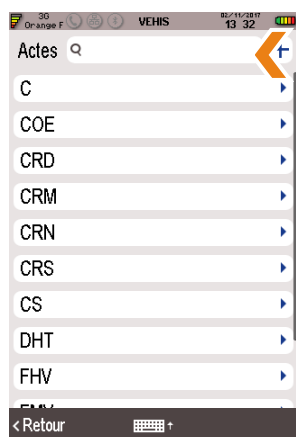 3G
Orange F VEHIS 02/11/2017
13 32
Actes
C
COE
CRD
CRM
CRN
CRS
CS
DHT
FHV
< Retour